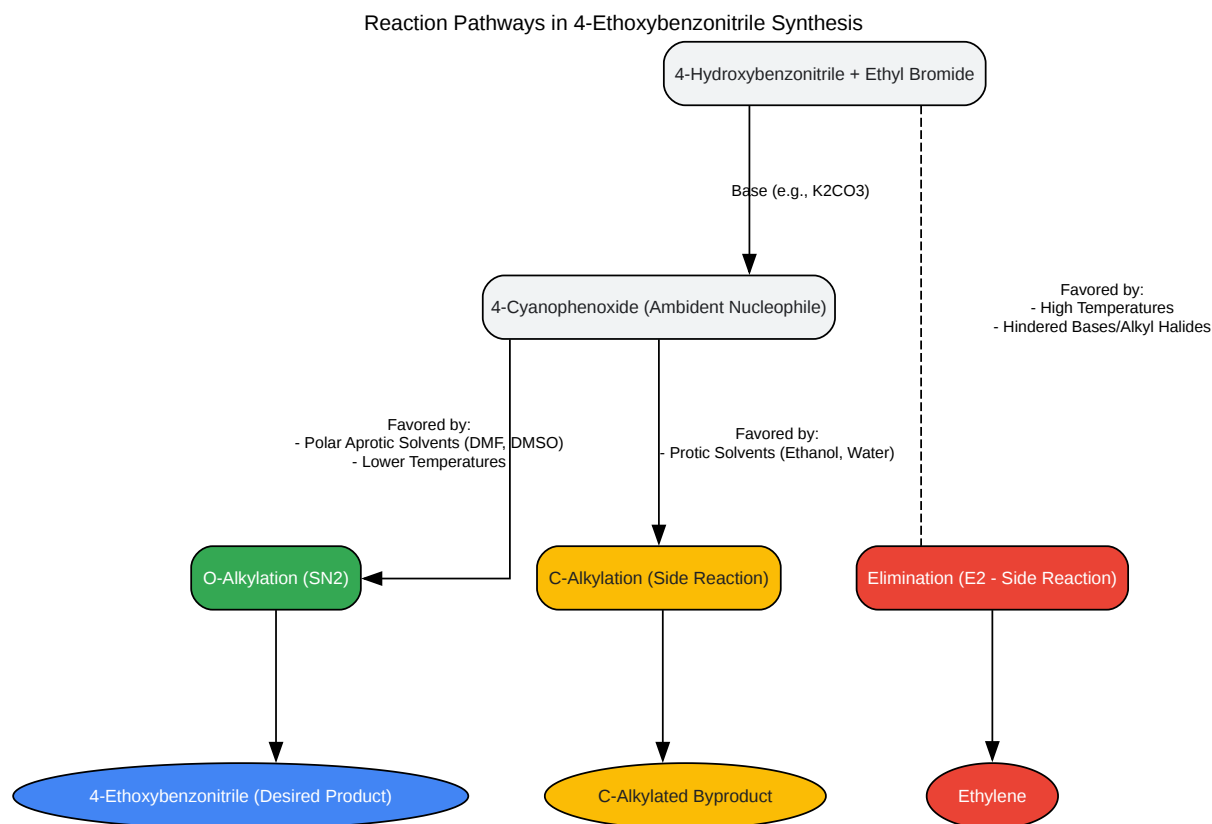 Reaction Pathways in 4-Ethoxybenzonitrile Synthesis
4-Hydroxybenzonitrile + Ethyl Bromide
Base (e.g., K2CO3)
4-Cyanophenoxide (Ambident Nucleophile)
Favored by:
- High Temperatures
- Hindered Bases/Alkyl Halides
Favored by:
- Polar Aprotic Solvents (DMF, DMSO)
- Lower Temperatures
Favored by:
- Protic Solvents (Ethanol, Water)
O-Alkylation (SN2)
C-Alkylation (Side Reaction)
Elimination (E2 - Side Reaction)
4-Ethoxybenzonitrile (Desired Product)
C-Alkylated Byproduct
Ethylene